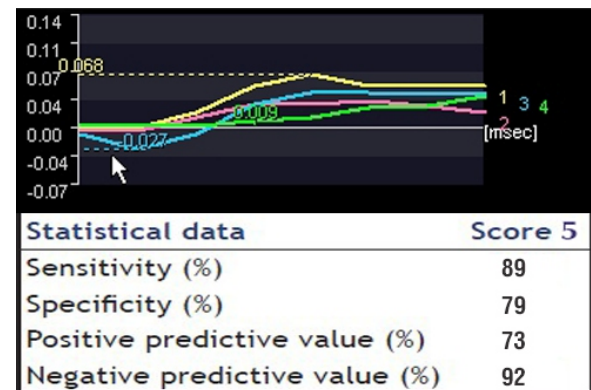 0.14
0.11
0.068
0.07
0.04
0.009
1 3 4
2
0.00
[msec]
-0.027
-0.04
-0.07
Statistical data Score 5
Sensitivity (%) 89
Specificity (%) 79
Positive predictive value (%) 73
Negative predictive value (%) 92